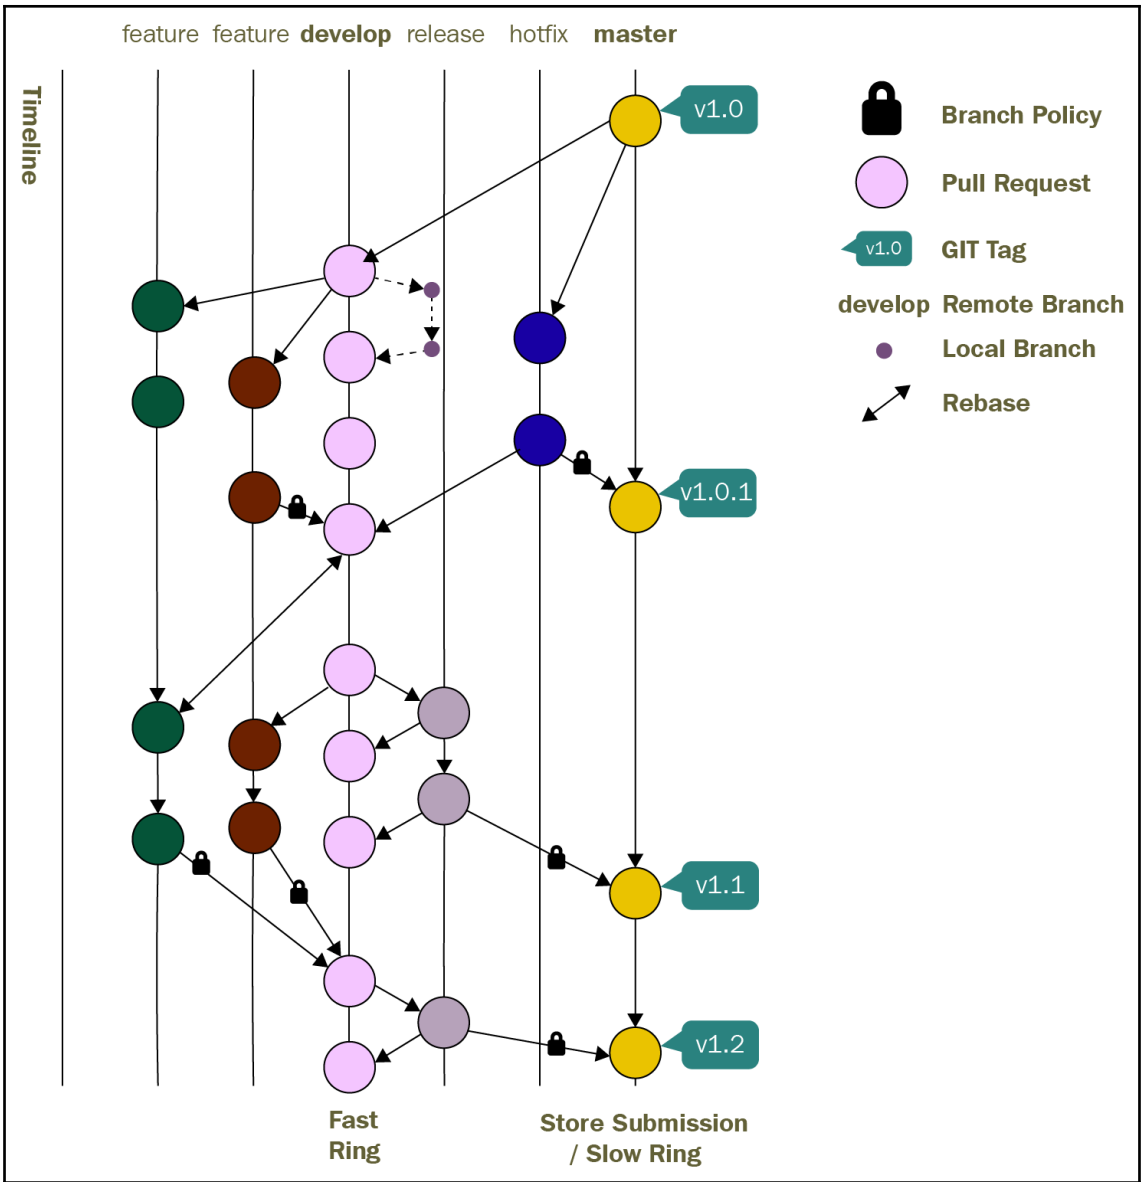 feature feature develop release hotfix master
Timeline
v1.0
Branch Policy
Pull Request
v1.0 GIT Tag
develop Remote Branch
Local Branch
Rebase
v1.0.1
v1.1
v1.2
Fast
Ring
Store Submission
/ Slow Ring